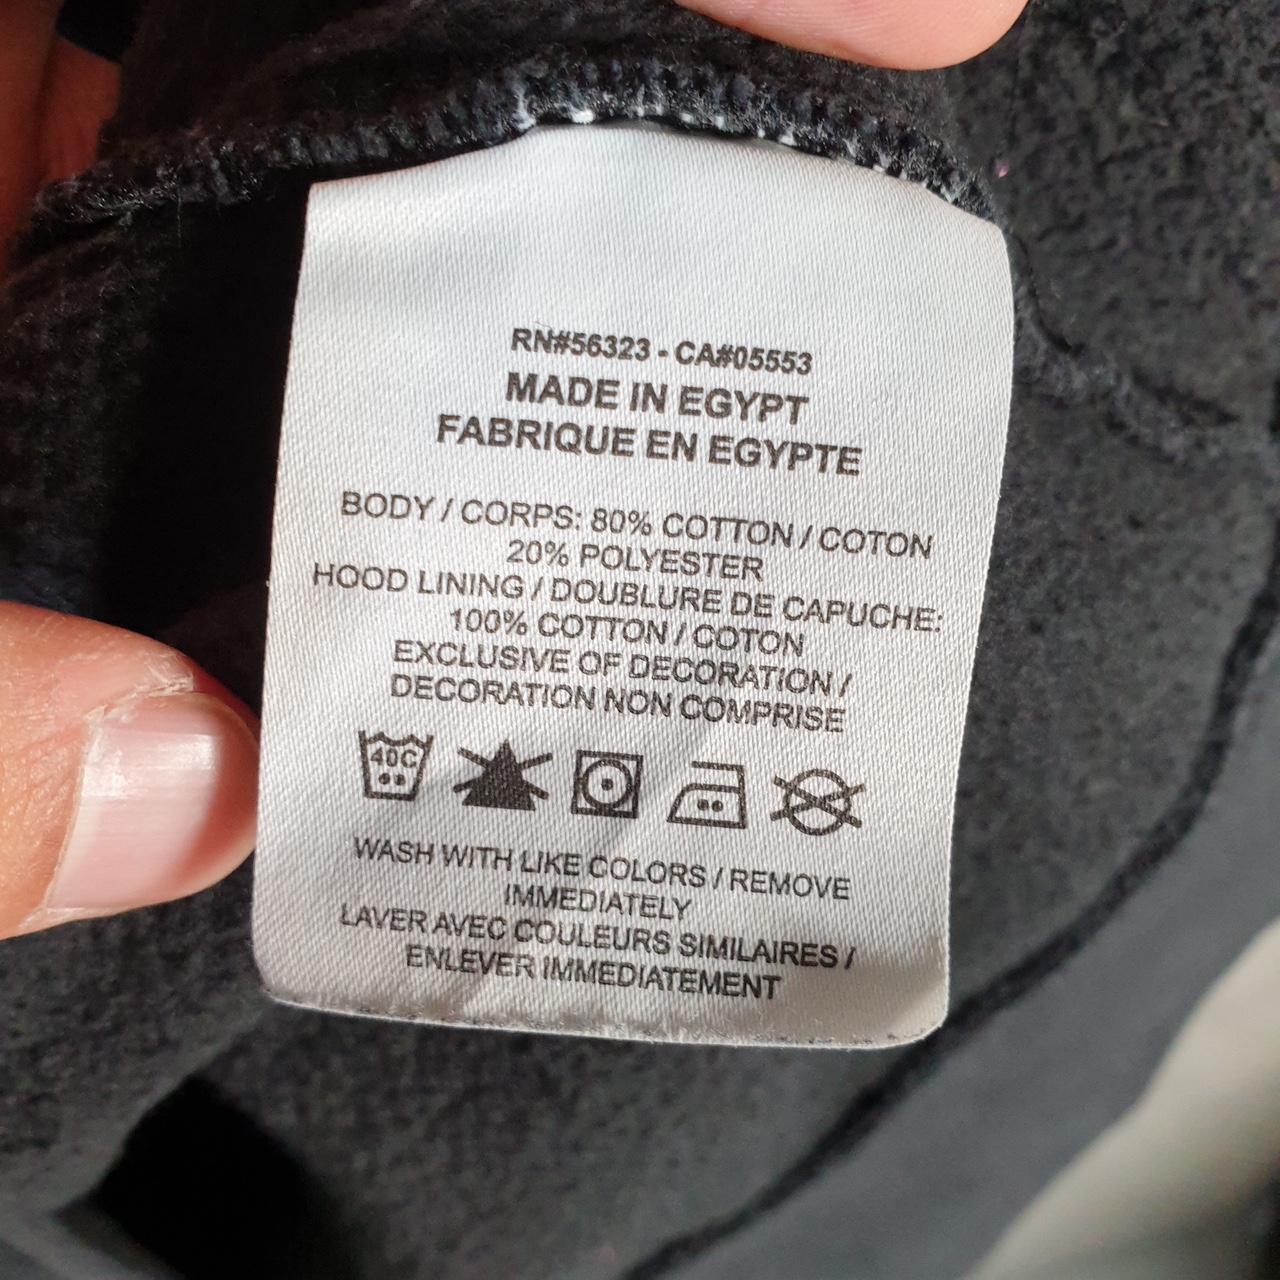 RN#56323 - CA#05553
MADE IN EGYPT
FABRIQUE EN EGYPTE
BODY / CORPS: 80% COTTON / COTON
20% POLYESTER
HOOD LINING / DOUBLURE DE CAPUCHE:
100% COTTON / COTON
EXCLUSIVE OF DECORATION /
DECORATION NON COMPRISE
40C
WASH WITH LIKE COLORS / REMOVE
IMMEDIATELY
LAVER AVEC COULEURS SIMILAIRES /
ENLEVER IMMEDIATEMENT